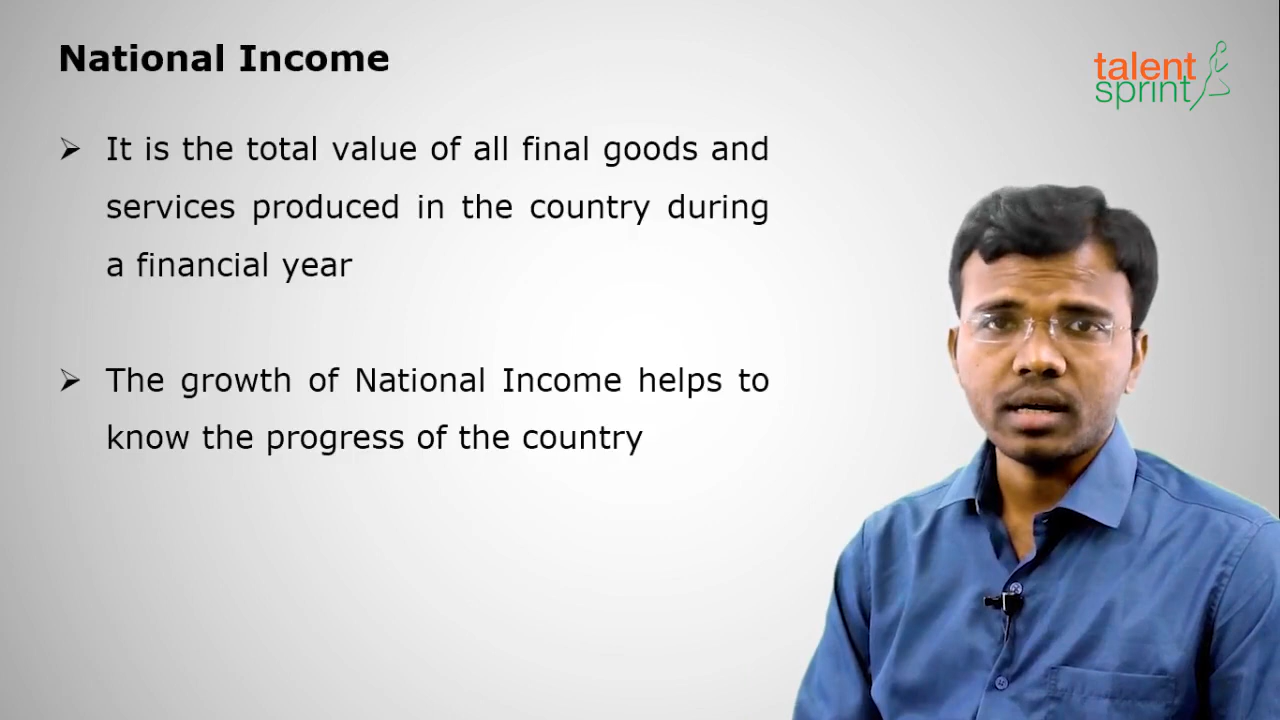 National Income
talent
sprint
➢ It is the total value of all final goods and
services produced in the country during
a financial year
➢ The growth of National Income helps to
know the progress of the country